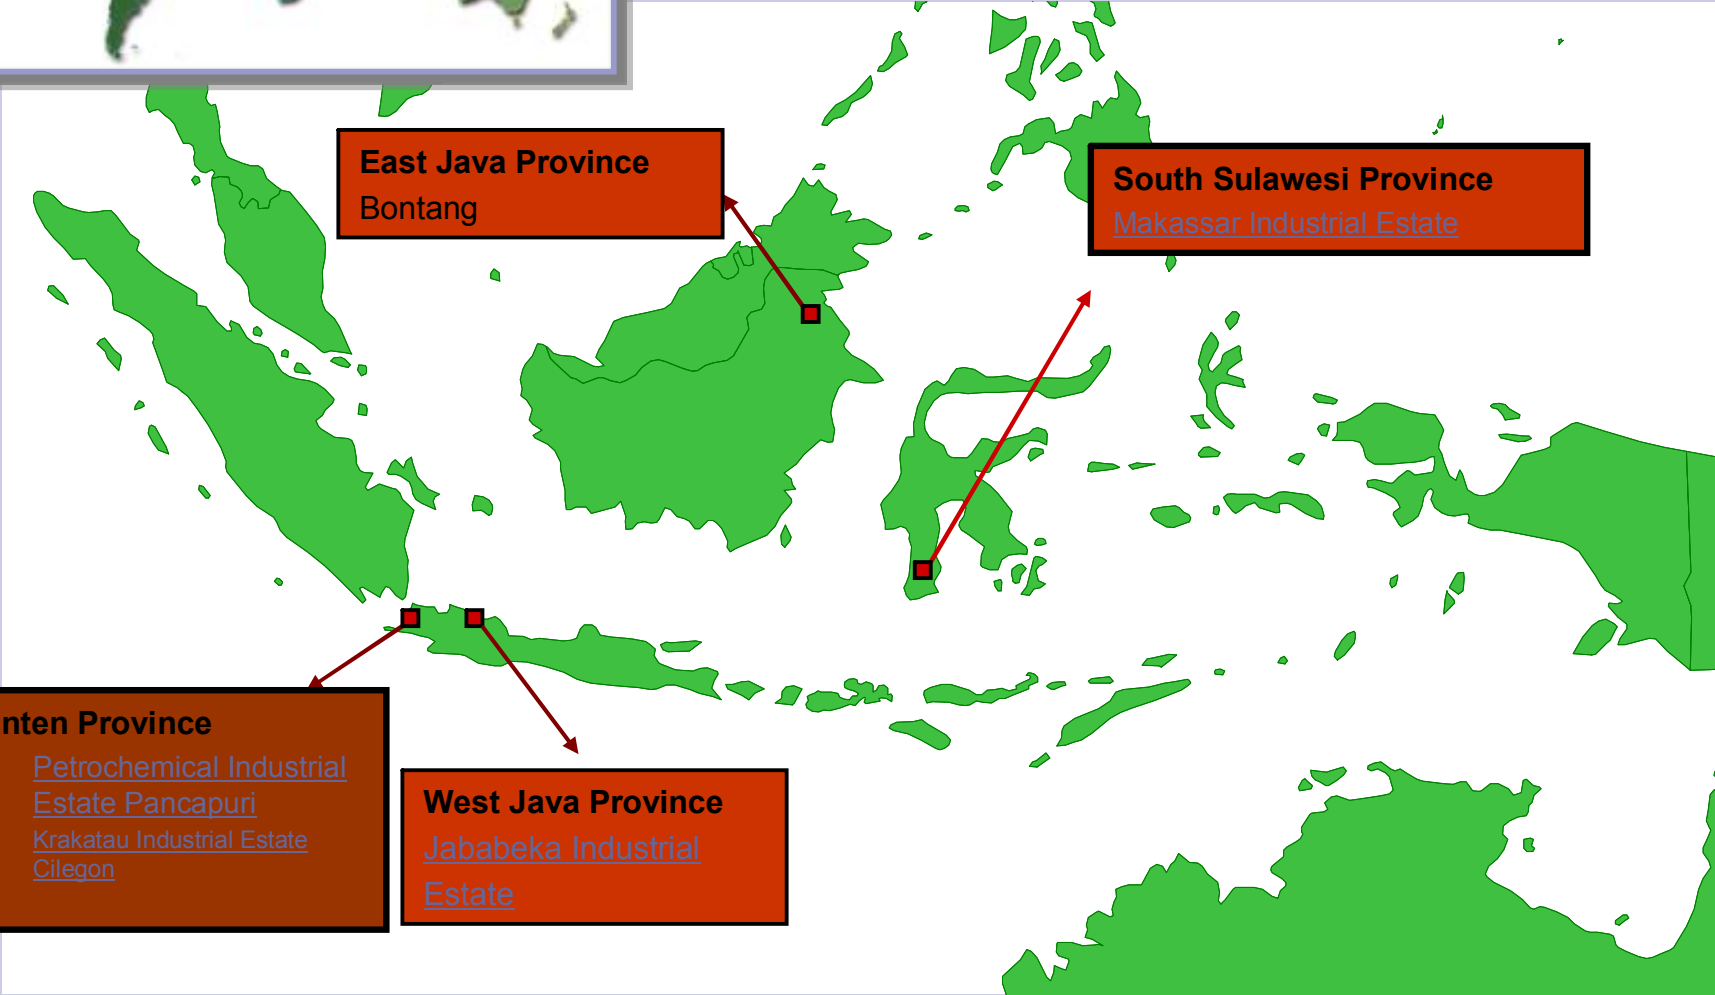 East Java Province
Bontang
South Sulawesi Province
Makassar Industrial Estate
nten Province
Petrochemical Industrial
Estate Pancapuri
Krakatau Industrial Estate
Cilegon
West Java Province
Jababeka Industrial
Estate